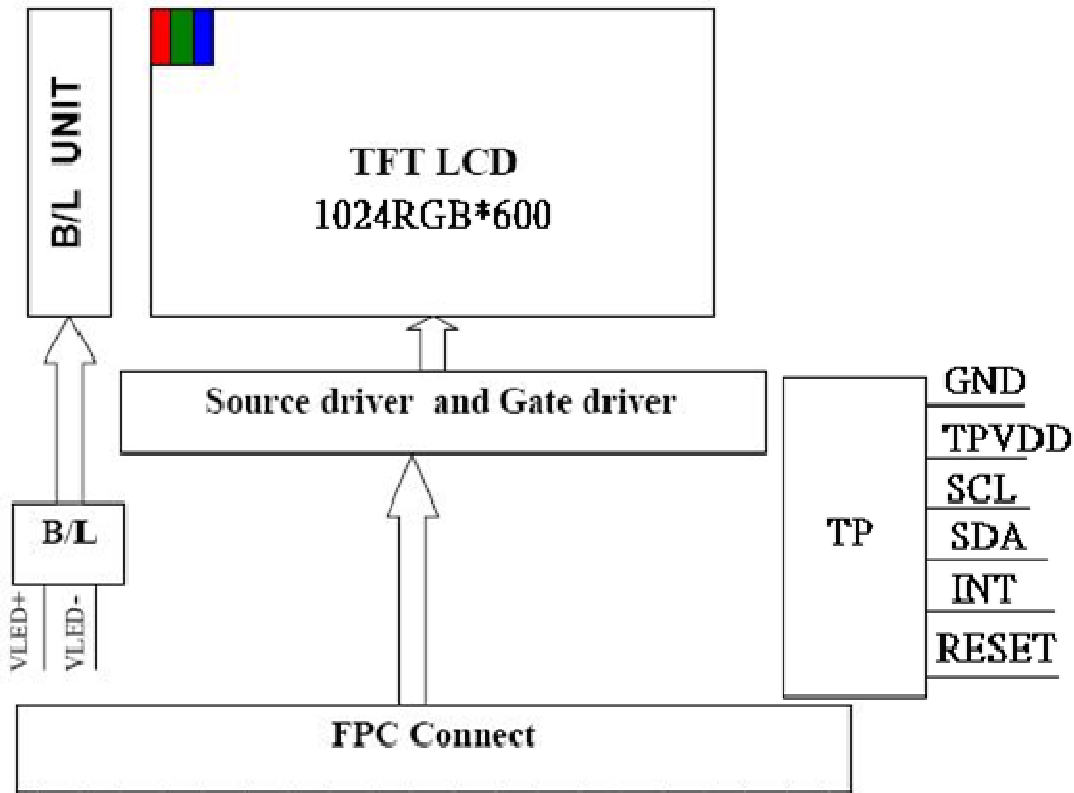 B/L UNIT
TFT LCD
1024RGB*600
Source driver and Gate driver
B/L
VLED+
VLED-
TP
GND
TPVDD
SCL
SDA
INT
RESET
FPC Connect